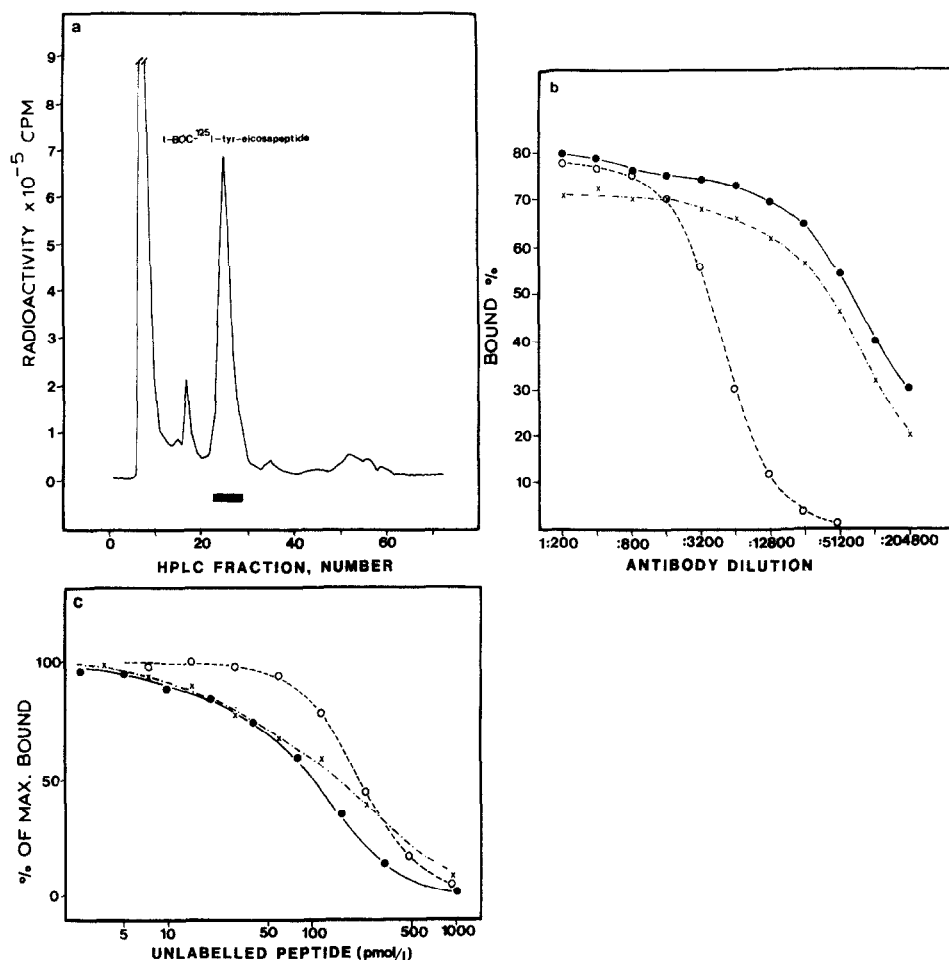 a
9
8
7
6
5
4
3
2
1
0
RADIOACTIVITY x10⁻⁵ CPM
t-BOC-¹²⁵I-tyr-eicosapeptide
0 20 40 60
HPLC FRACTION, NUMBER
b
80
70
60
50
40
30
20
10
BOUND %
1:200 :800 :3200 :12800 :51200 :204800
ANTIBODY DILUTION
c
100
50
0
% OF MAX. BOUND
5 10 50 100 500 1000
UNLABELLED PEPTIDE (pmol/l)